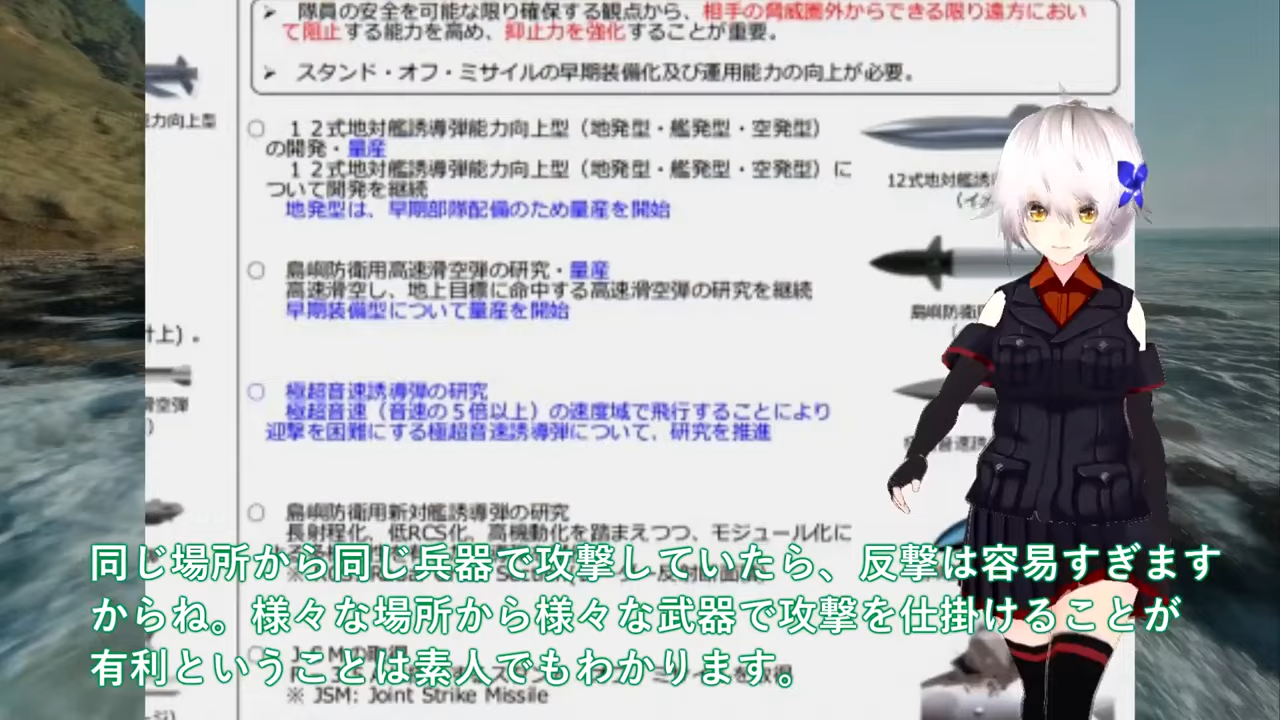 ➢ 隊員の安全を可能な限り確保する観点から、相手の脅威圏外からできる限り遠方におい
て阻止する能力を高め、抑止力を強化することが重要。
➢ スタンド・オフ・ミサイルの早期装備化及び運用能力の向上が必要。
力向上型
○ １２式地対艦誘導弾能力向上型（地発型・艦発型・空発型）
の開発・量産
１２式地対艦誘導弾能力向上型（地発型・艦発型・空発型）に
ついて開発を継続
地発型は、早期部隊配備のため量産を開始
12式地対艦誘
（イメ
○ 島嶼防衛用高速滑空弾の研究・量産
高速滑空し、地上目標に命中する高速滑空弾の研究を継続
早期装備型について量産を開始
島嶼防衛
計上）。
滑空弾
）
○ 極超音速誘導弾の研究
極超音速（音速の５倍以上）の速度域で飛行することにより
迎撃を困難にする極超音速誘導弾について、研究を推進
○ 島嶼防衛用新対艦誘導弾の研究
長射程化、低RCS化、高機動化を踏まえつつ、モジュール化に
同じ場所から同じ兵器で攻撃していたら、反撃は容易すぎます
からね。様々な場所から様々な武器で攻撃を仕掛けることが
有利ということは素人でもわかります。
※ JSM: Joint Strike Missile